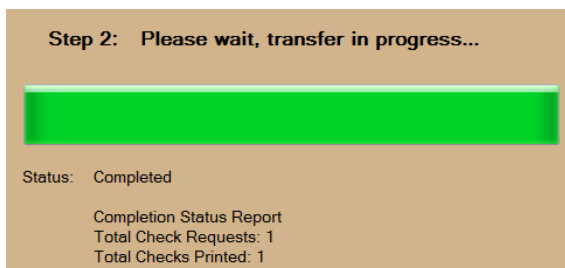 Step 2: Please wait, transfer in progress...
Status: Completed
Completion Status Report
Total Check Requests: 1
Total Checks Printed: 1